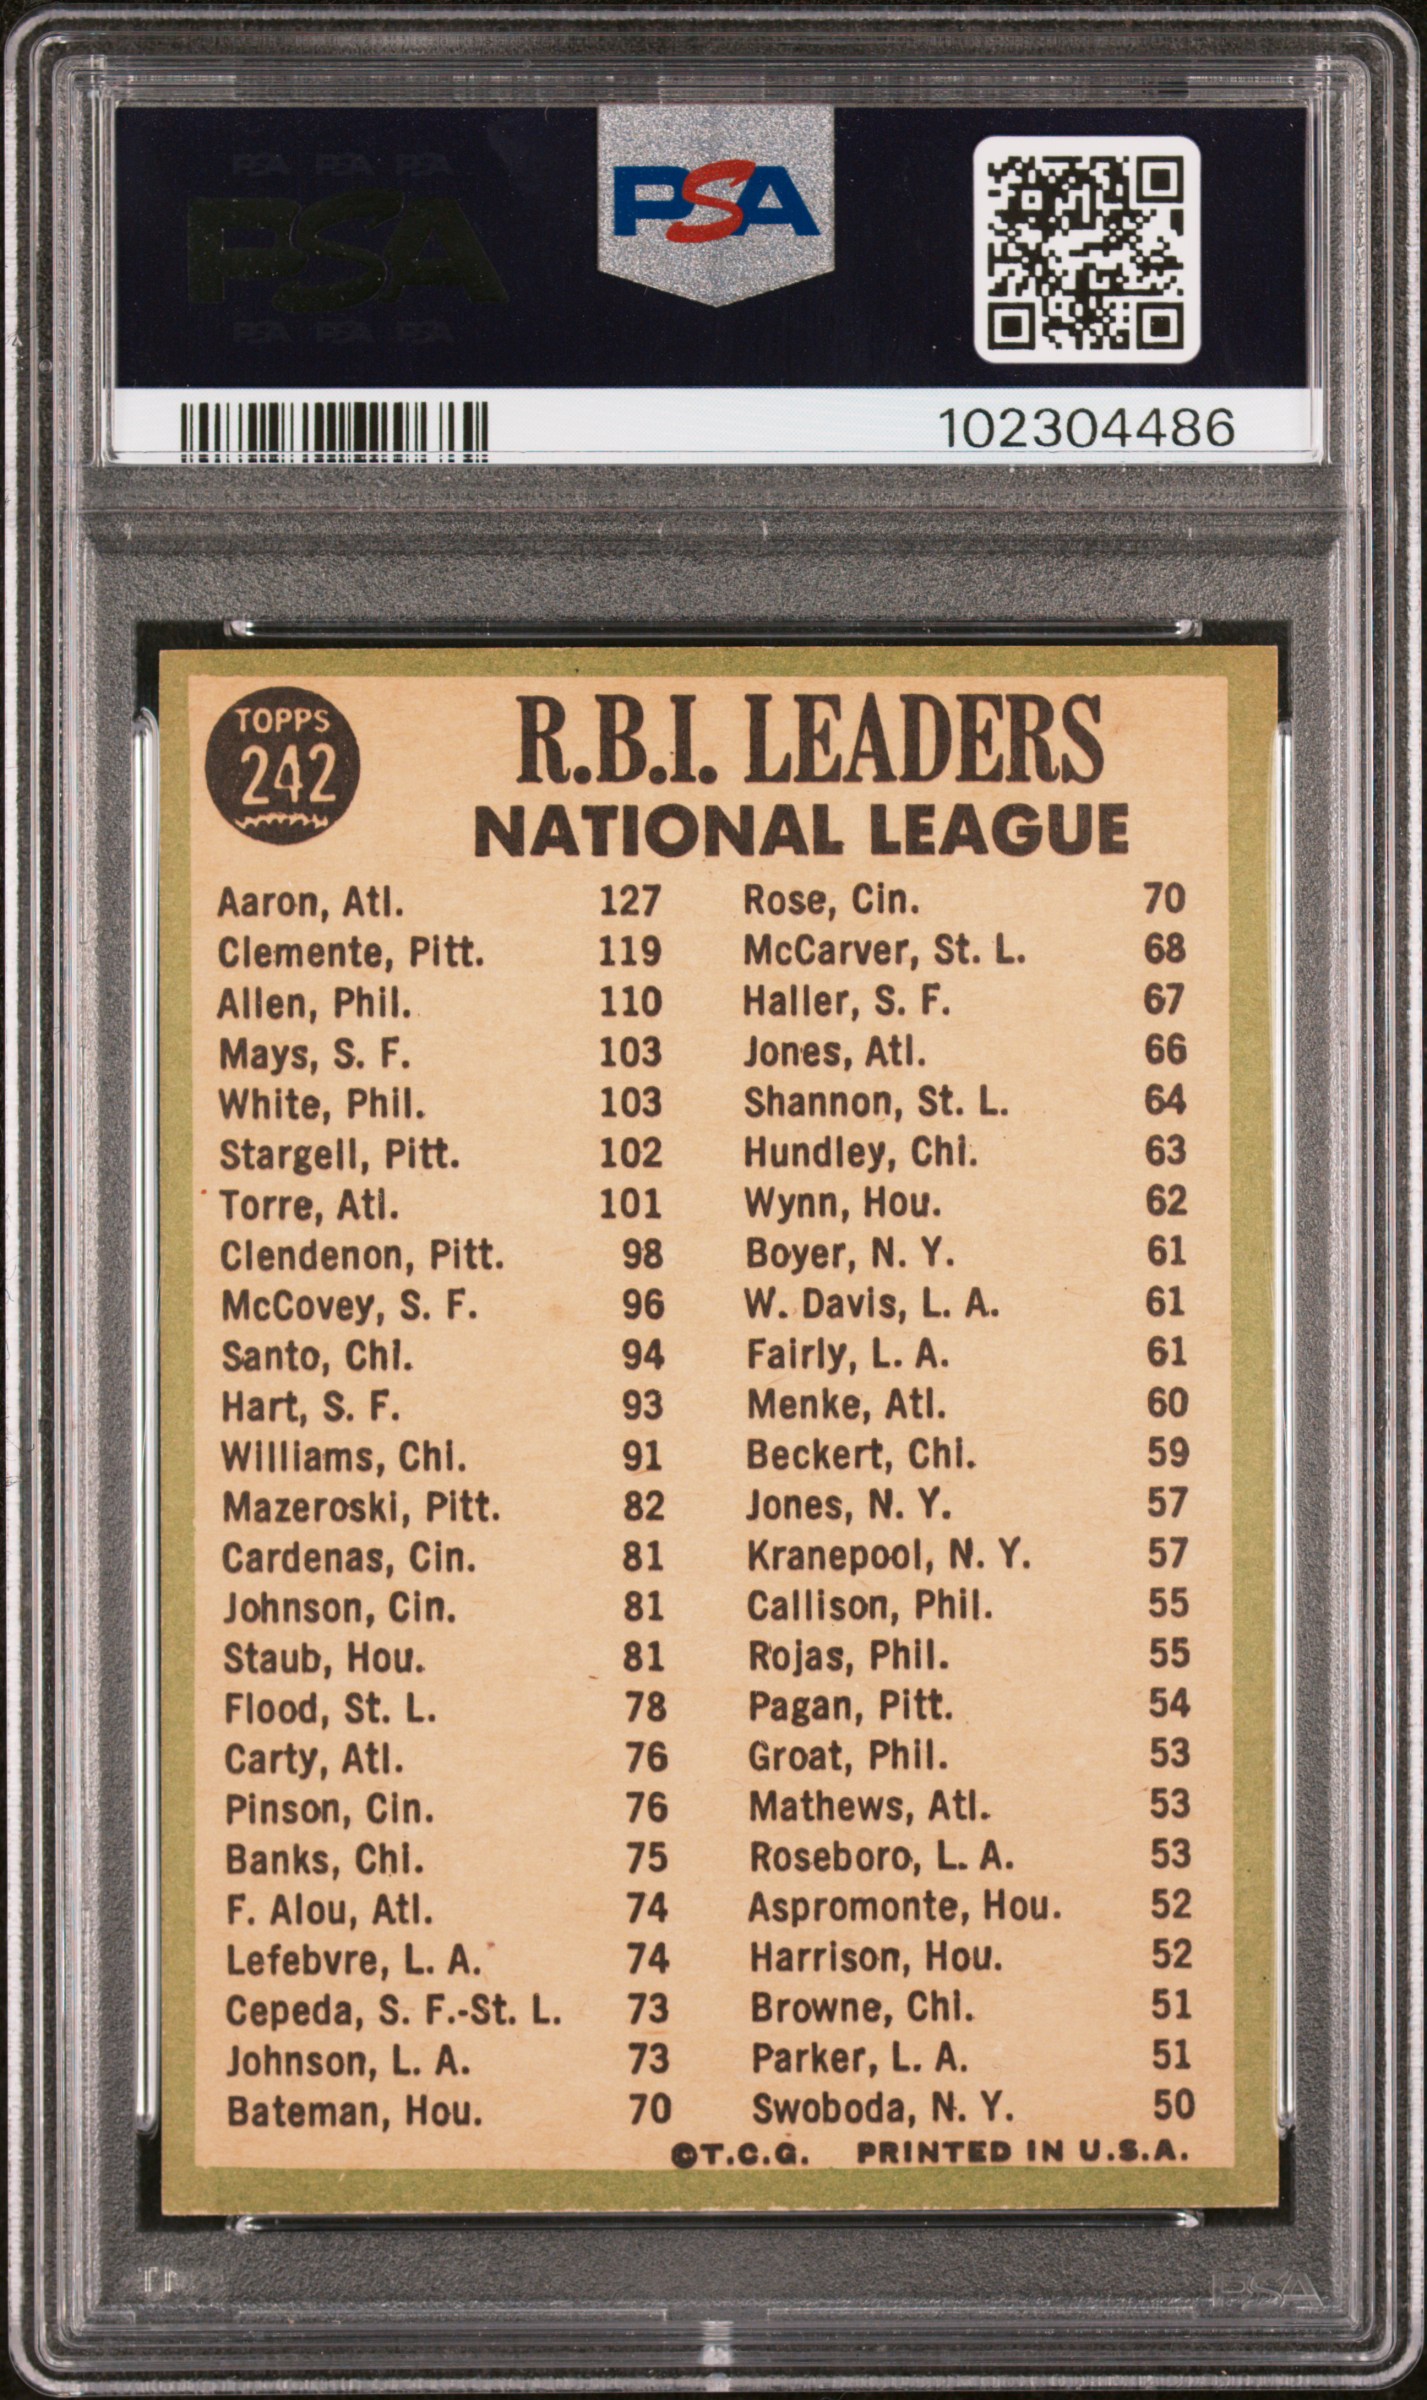 PSA PSA PSA
PSA
PSA PSA PSA
PSA
102304486
TOPPS
242
R.B.I. LEADERS
NATIONAL LEAGUE
Aaron, Atl. 127
Clemente, Pitt. 119
Allen, Phil. 110
Mays, S. F. 103
White, Phil. 103
Stargell, Pitt. 102
Torre, Atl. 101
Clendenon, Pitt. 98
McCovey, S. F. 96
Santo, Chi. 94
Hart, S. F. 93
Williams, Chi. 91
Mazeroski, Pitt. 82
Cardenas, Cin. 81
Johnson, Cin. 81
Staub, Hou. 81
Flood, St. L. 78
Carty, Atl. 76
Pinson, Cin. 76
Banks, Chi. 75
F. Alou, Atl. 74
Lefebvre, L. A. 74
Cepeda, S. F.-St. L. 73
Johnson, L. A. 73
Bateman, Hou. 70
Rose, Cin. 70
McCarver, St. L. 68
Haller, S. F. 67
Jones, Atl. 66
Shannon, St. L. 64
Hundley, Chi. 63
Wynn, Hou. 62
Boyer, N. Y. 61
W. Davis, L. A. 61
Fairly, L. A. 61
Menke, Atl. 60
Beckert, Chi. 59
Jones, N. Y. 57
Kranepool, N. Y. 57
Callison, Phil. 55
Rojas, Phil. 55
Pagan, Pitt. 54
Groat, Phil. 53
Mathews, Atl. 53
Roseboro, L. A. 53
Aspromonte, Hou. 52
Harrison, Hou. 52
Browne, Chi. 51
Parker, L. A. 51
Swoboda, N. Y. 50
©T.C.G. PRINTED IN U.S.A.
PSA